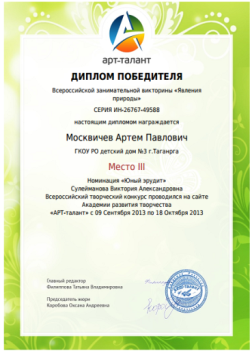 арт-талант
ДИПЛОМ ПОБЕДИТЕЛЯ
Всероссийской занимательной викторины «Явления
природы»
СЕРИЯ ИН-26767-49588
настоящим дипломом награждается
Москвичев Артем Павлович
ГКОУ РО детский дом №3 г.Таганрга
Место III
Номинация «Юный эрудит»
Сулейманова Виктория Александровна
Всероссийский творческий конкурс проводился на сайте
Академии развития творчества
«АРТ-талант» с 09 Сентября 2013 по 18 Октября 2013
Главный редактор
Филиппова Татьяна Владимировна
Председатель жюри
Каробова Оксана Андреевна